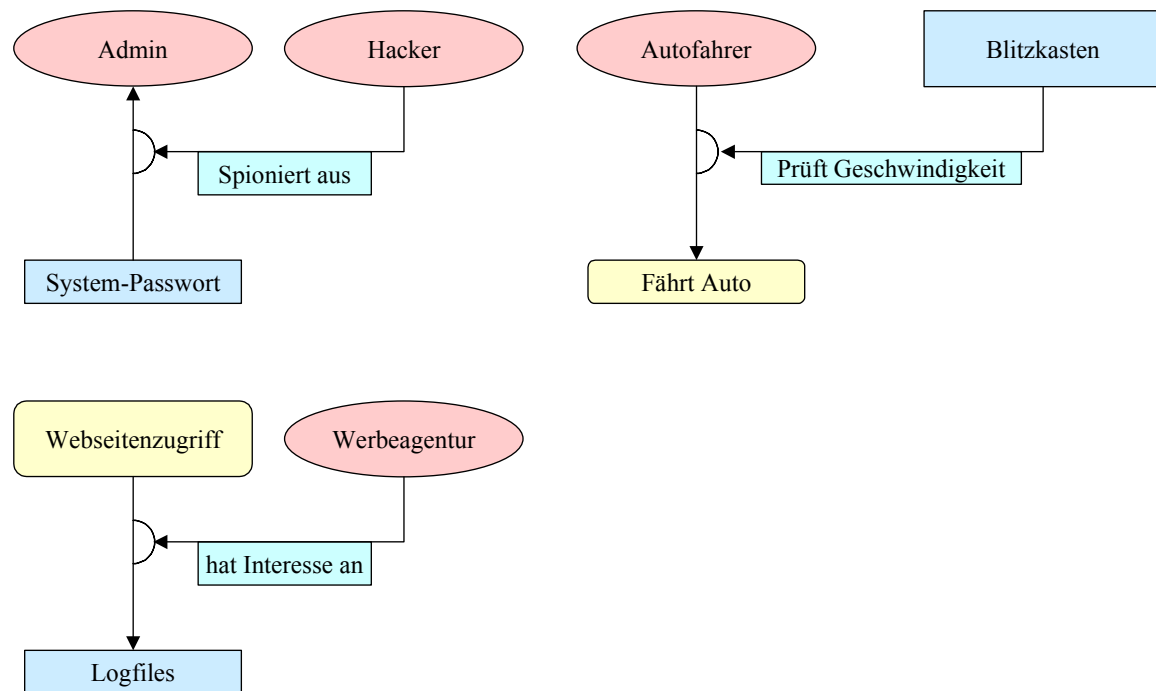 Admin
Hacker
Autofahrer
Blitzkasten
Spioniert aus
Prüft Geschwindigkeit
System-Passwort
Fährt Auto
Webseitenzugriff
Werbeagentur
hat Interesse an
Logfiles